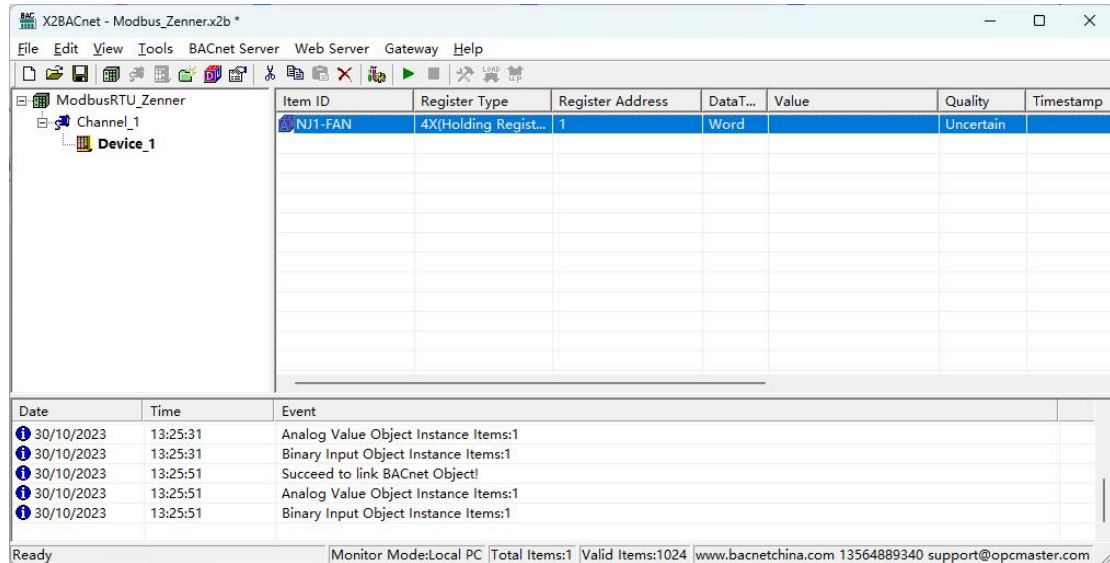 BAC X2BACnet - Modbus_Zenner.x2b *
File Edit View Tools BACnet Server Web Server Gateway Help
ModbusRTU_Zenner
Channel_1
Device_1
Item ID Register Type Register Address DataT... Value Quality Timestamp
NJ1-FAN 4X(Holding Regist... 1 Word Uncertain
Date Time Event
30/10/2023 13:25:31 Analog Value Object Instance Items:1
30/10/2023 13:25:31 Binary Input Object Instance Items:1
30/10/2023 13:25:51 Succeed to link BACnet Object!
30/10/2023 13:25:51 Analog Value Object Instance Items:1
30/10/2023 13:25:51 Binary Input Object Instance Items:1
Ready Monitor Mode:Local PC Total Items:1 Valid Items:1024 www.bacnetchina.com 13564889340 support@opcmaster.com